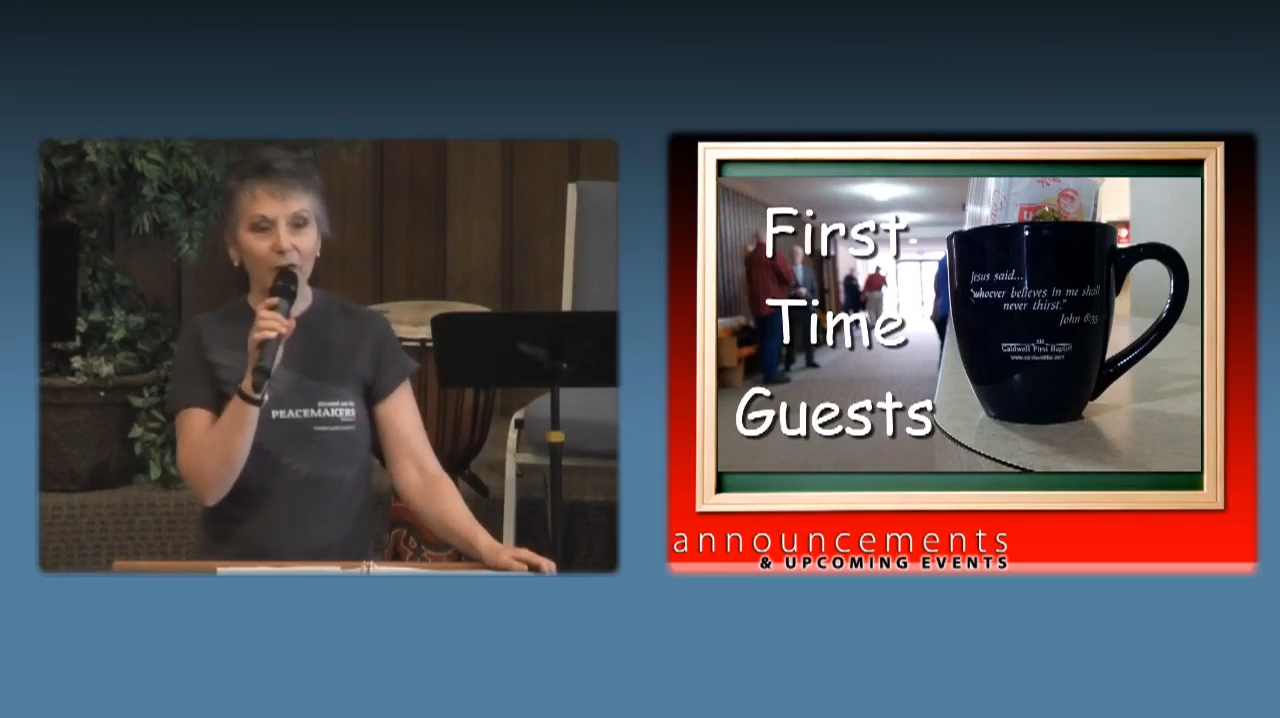 PEACEMAKERS
First
Time
Guests
Jesus said...
"whoever believes in me shall
never thirst."
John 6:35
Caldwell First Baptist
announcements
& UPCOMING EVENTS